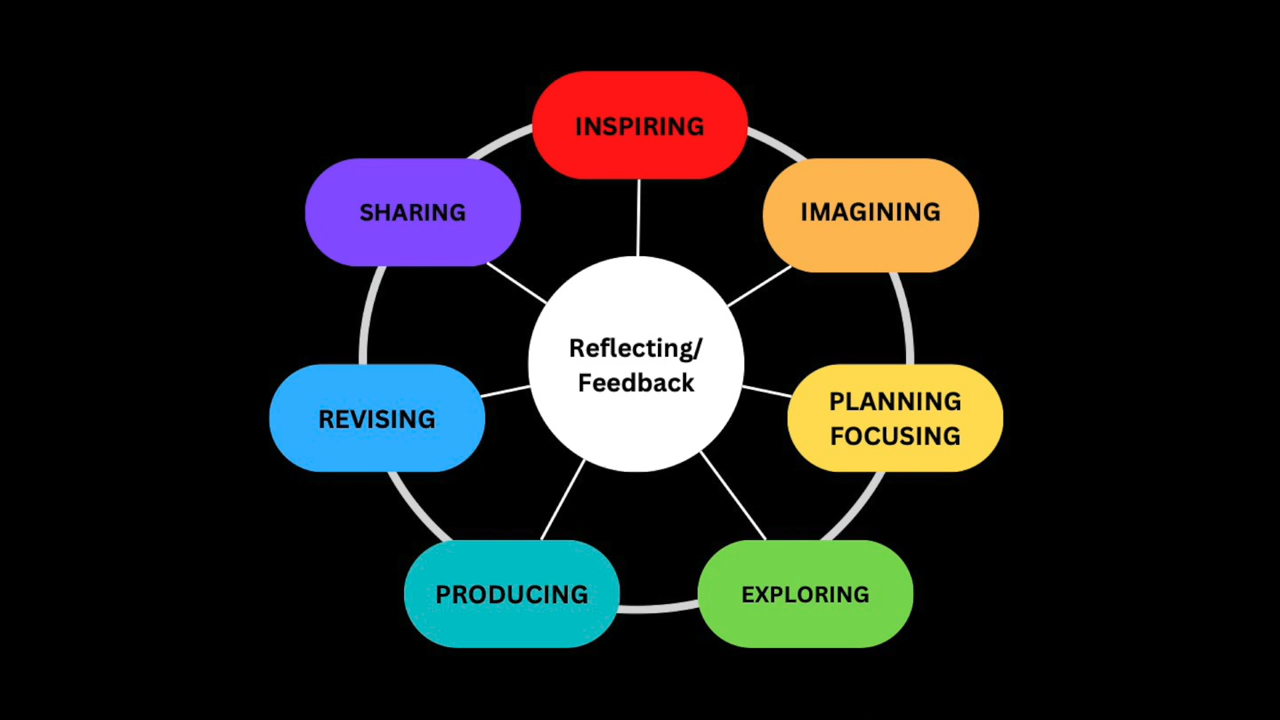 INSPIRING
SHARING
IMAGINING
Reflecting/
Feedback
REVISING
PLANNING
FOCUSING
PRODUCING
EXPLORING